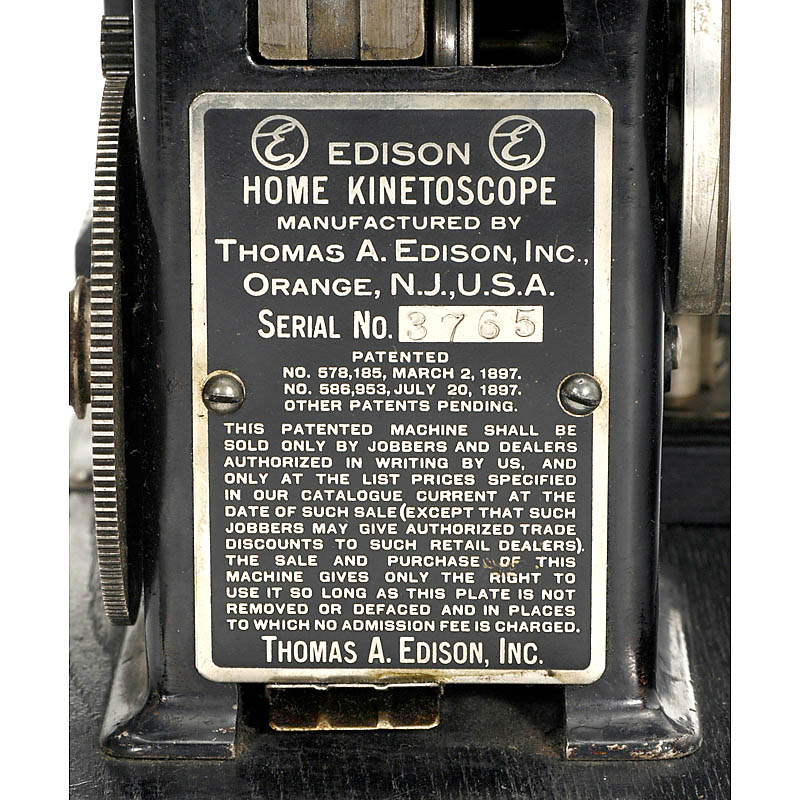 EDISON
HOME KINETOSCOPE
MANUFACTURED BY
THOMAS A. EDISON, INC.,
ORANGE, N.J., U.S.A.
SERIAL NO. 3765
PATENTED
NO. 578,185, MARCH 2, 1897.
NO. 586,953, JULY 20, 1897.
OTHER PATENTS PENDING.
THIS PATENTED MACHINE SHALL BE
SOLD ONLY BY JOBBERS AND DEALERS
AUTHORIZED IN WRITING BY US, AND
ONLY AT THE LIST PRICES SPECIFIED
IN OUR CATALOGUE CURRENT AT THE
DATE OF SUCH SALE (EXCEPT THAT SUCH
JOBBERS MAY GIVE AUTHORIZED TRADE
DISCOUNTS TO SUCH RETAIL DEALERS).
THE SALE AND PURCHASE OF THIS
MACHINE GIVES ONLY THE RIGHT TO
USE IT SO LONG AS THIS PLATE IS NOT
REMOVED OR DEFACED AND IN PLACES
TO WHICH NO ADMISSION FEE IS CHARGED.
THOMAS A. EDISON, INC.